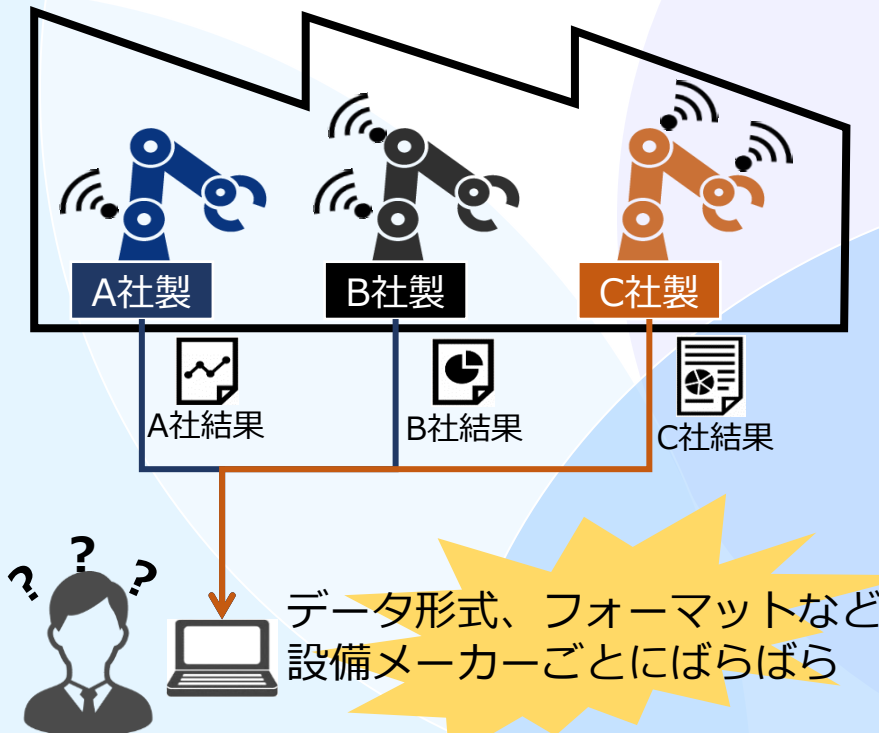 A社製
B社製
C社製
A社結果
B社結果
C社結果
? ? ?
データ形式、フォーマットなど
設備メーカーごとにばらばら